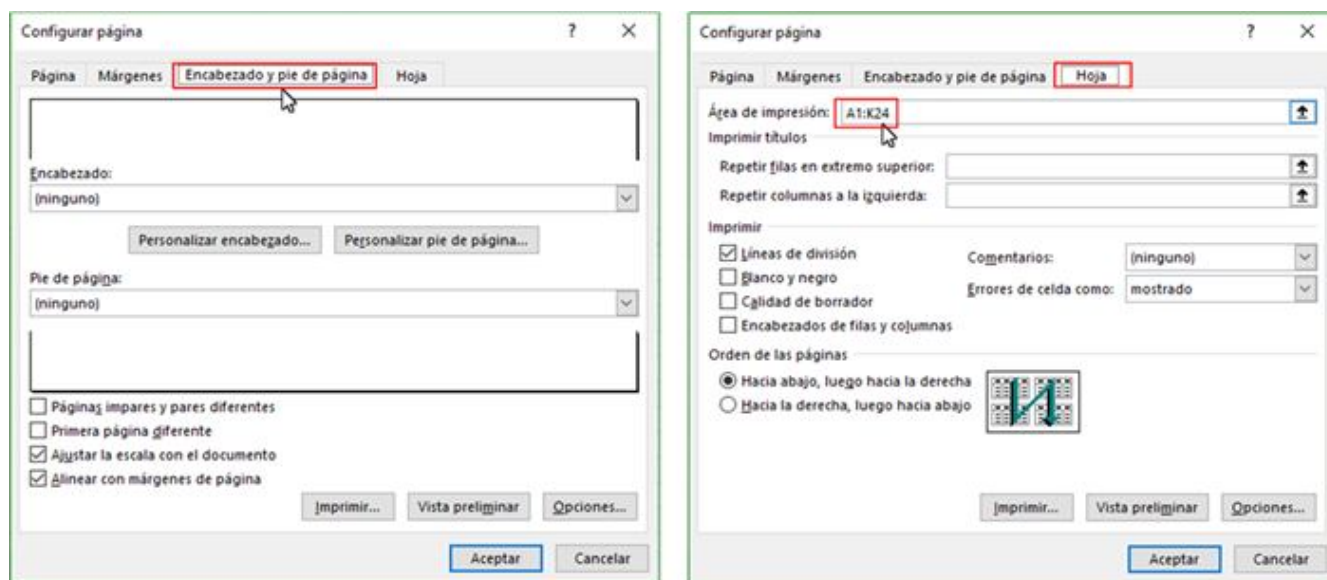 Configurar página
?
Página Márgenes Encabezado y pie de página Hoja
Encabezado:
(ninguno)
Personalizar encabezado... Personalizar pie de página...
Pie de página:
(ninguno)
Páginas impares y pares diferentes
Primera página diferente
Ajustar la escala con el documento
Alinear con márgenes de página
Imprimir... Vista preliminar Opciones...
Aceptar Cancelar
Configurar página
?
Página Márgenes Encabezado y pie de página Hoja
Área de impresión: A1:K24
Imprimir títulos
Repetir filas en extremo superior:
Repetir columnas a la izquierda:
Imprimir
Líneas de división Comentarios: (ninguno)
Blanco y negro
Errores de celda como: mostrado
Calidad de borrador
Encabezados de filas y columnas
Orden de las páginas
Hacia abajo, luego hacia la derecha
Hacia la derecha, luego hacia abajo
Imprimir... Vista preliminar Opciones...
Aceptar Cancelar